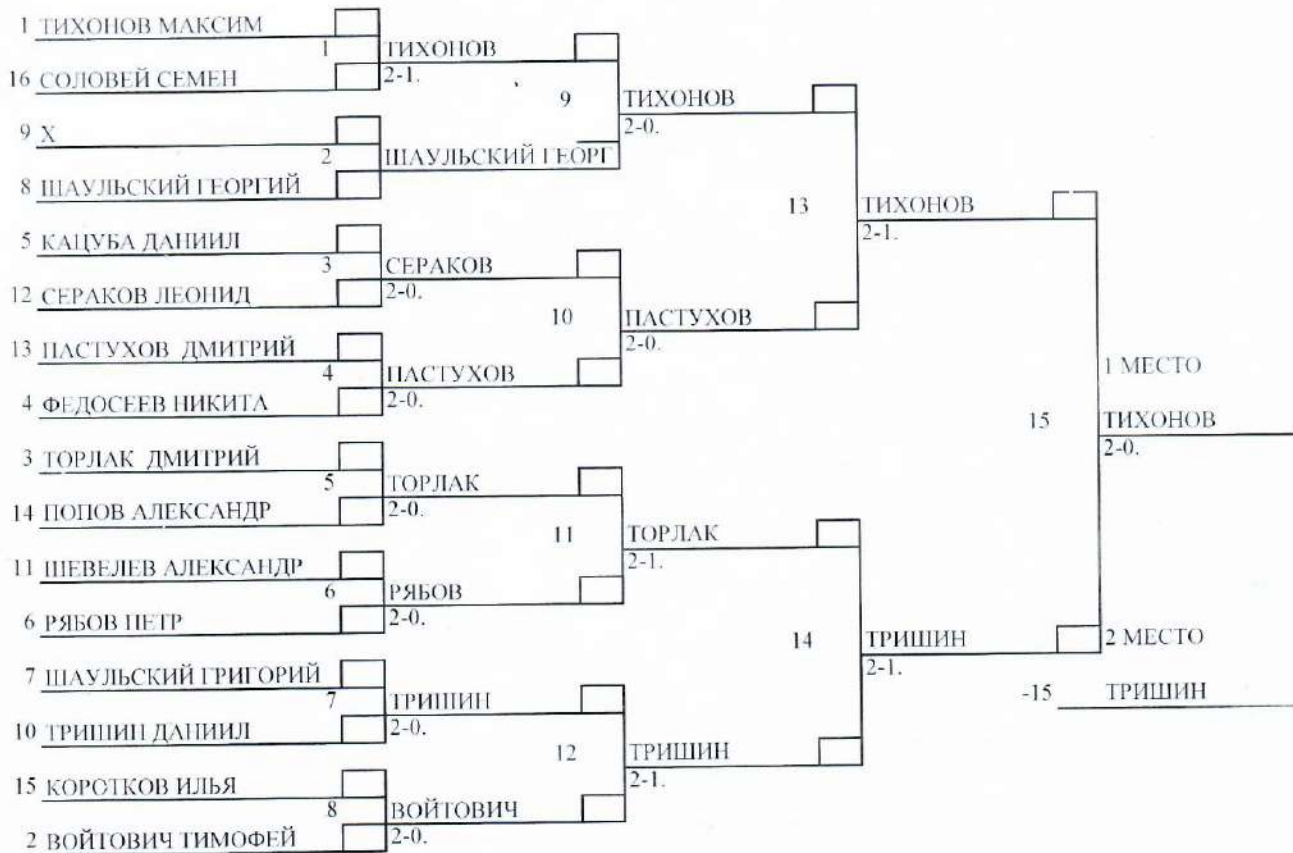 1 ТИХОНОВ МАКСИМ
1
ТИХОНОВ
16 СОЛОВЕЙ СЕМЕН
2-1.
9
ТИХОНОВ
2-0.
9 X
2
ШАУЛЬСКИЙ ГЕОРГ
8 ШАУЛЬСКИЙ ГЕОРГИЙ
13
ТИХОНОВ
2-1.
5 КАЦУБА ДАНИИЛ
3
СЕРАКОВ
12 СЕРАКОВ ЛЕОНИД
2-0.
10
ПАСТУХОВ
2-0.
13 ПАСТУХОВ ДМИТРИЙ
4
ПАСТУХОВ
4 ФЕДОСЕЕВ НИКИТА
2-0.
1 МЕСТО
15
ТИХОНОВ
2-0.
3 ТОРЛАК ДМИТРИЙ
5
ТОРЛАК
14 ПОПОВ АЛЕКСАНДР
2-0.
11
ТОРЛАК
2-1.
11 ШЕВЕЛЕВ АЛЕКСАНДР
6
РЯБОВ
6 РЯБОВ ПЕТР
2-0.
14
ТРИШИН
2-1.
2 МЕСТО
-15 ТРИШИН
7 ШАУЛЬСКИЙ ГРИГОРИЙ
7
ТРИШИН
10 ТРИШИН ДАНИИЛ
2-0.
12
ТРИШИН
2-1.
15 КОРОТКОВ ИЛЬЯ
8
ВОЙТОВИЧ
2 ВОЙТОВИЧ ТИМОФЕЙ
2-0.